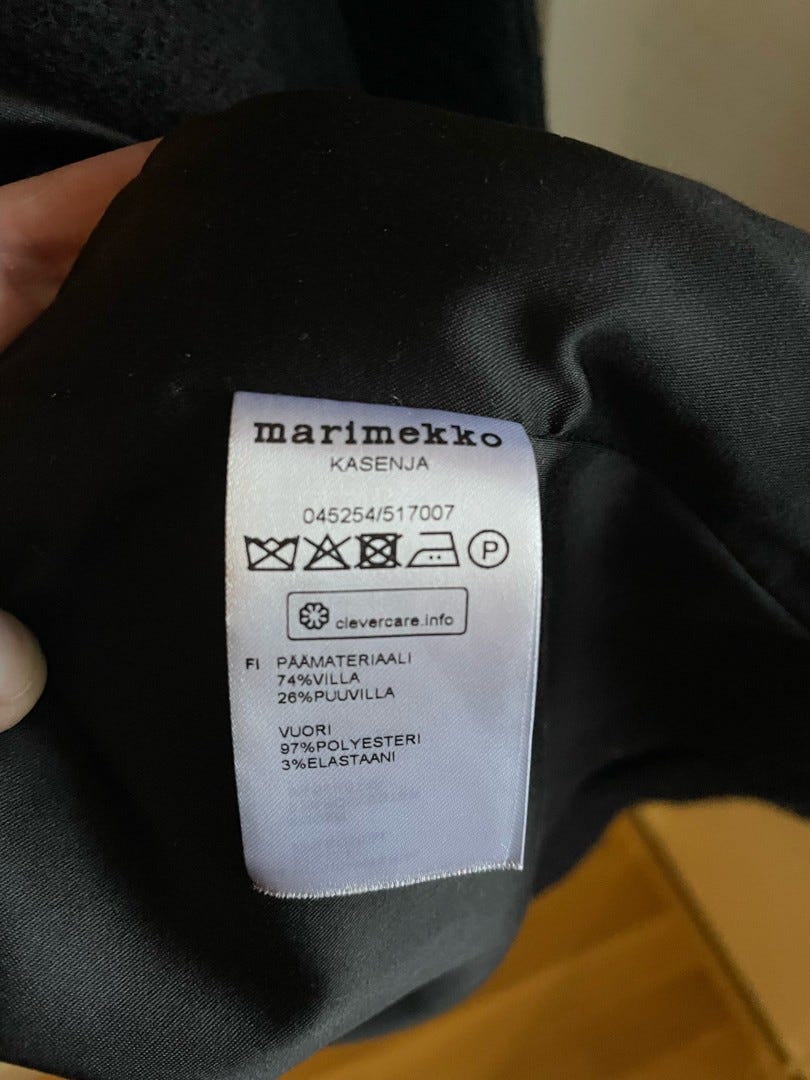 marimekko
KASENJA
045254/517007
P
clevercare.info
FI PÄÄMATERIAALI
74%VILLA
26%PUUVILLA
VUORI
97%POLYESTERI
3%ELASTAANI